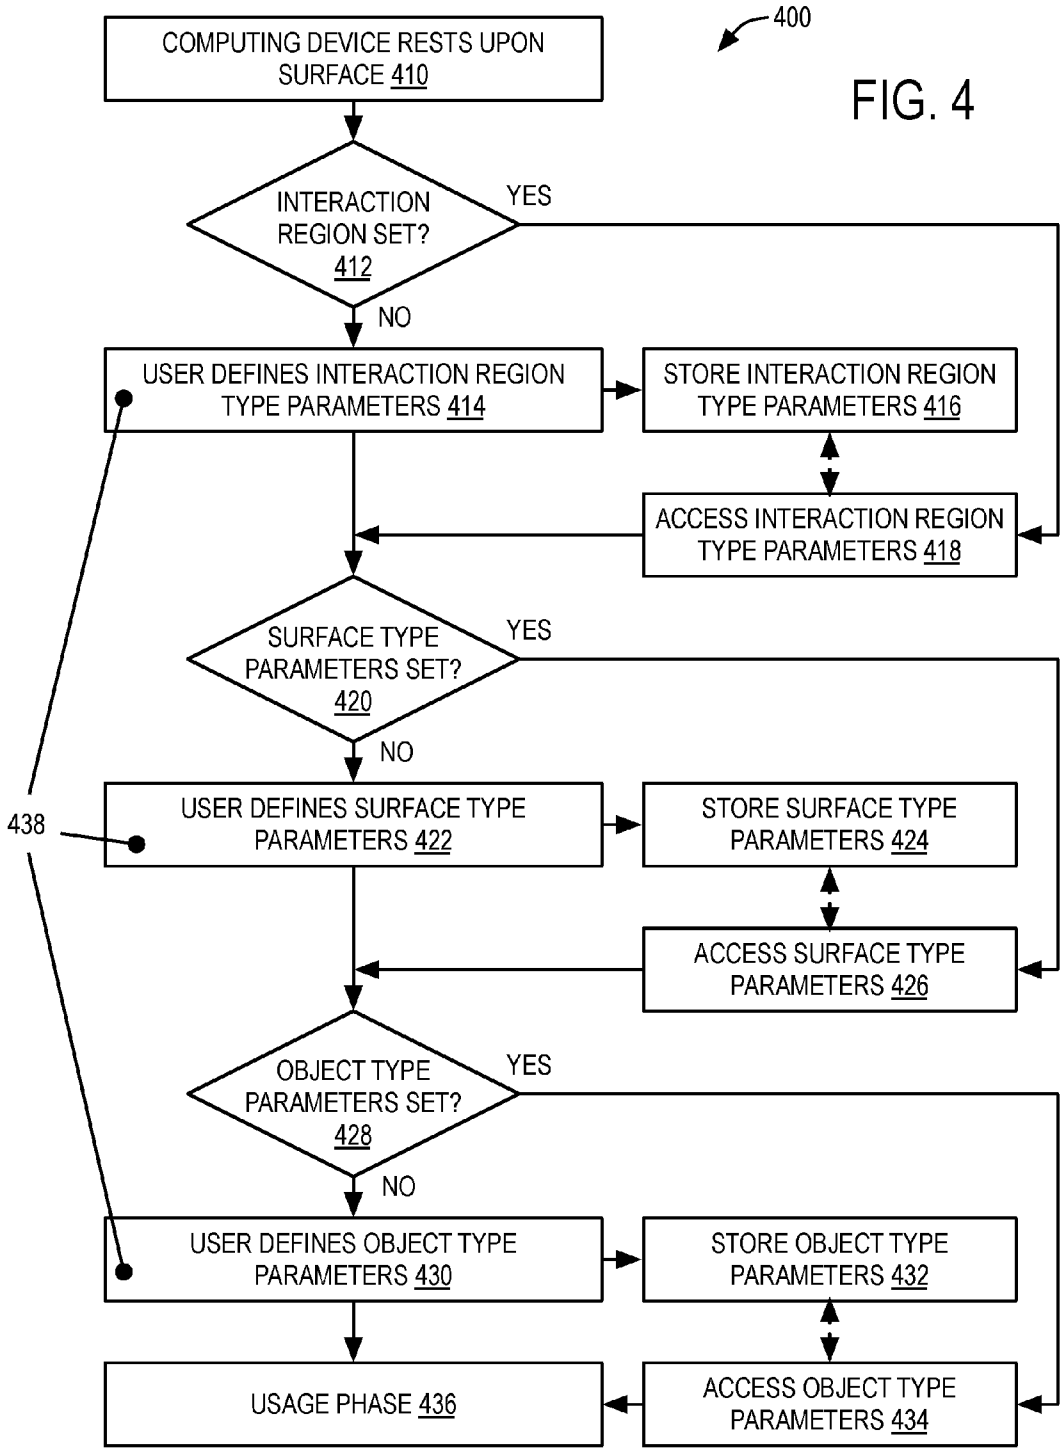 400
FIG. 4
COMPUTING DEVICE RESTS UPON
SURFACE 410
INTERACTION
REGION SET?
412
YES
NO
USER DEFINES INTERACTION REGION
TYPE PARAMETERS 414
STORE INTERACTION REGION
TYPE PARAMETERS 416
ACCESS INTERACTION REGION
TYPE PARAMETERS 418
SURFACE TYPE
PARAMETERS SET?
420
YES
NO
USER DEFINES SURFACE TYPE
PARAMETERS 422
STORE SURFACE TYPE
PARAMETERS 424
438
ACCESS SURFACE TYPE
PARAMETERS 426
OBJECT TYPE
PARAMETERS SET?
428
YES
NO
USER DEFINES OBJECT TYPE
PARAMETERS 430
STORE OBJECT TYPE
PARAMETERS 432
ACCESS OBJECT TYPE
PARAMETERS 434
USAGE PHASE 436